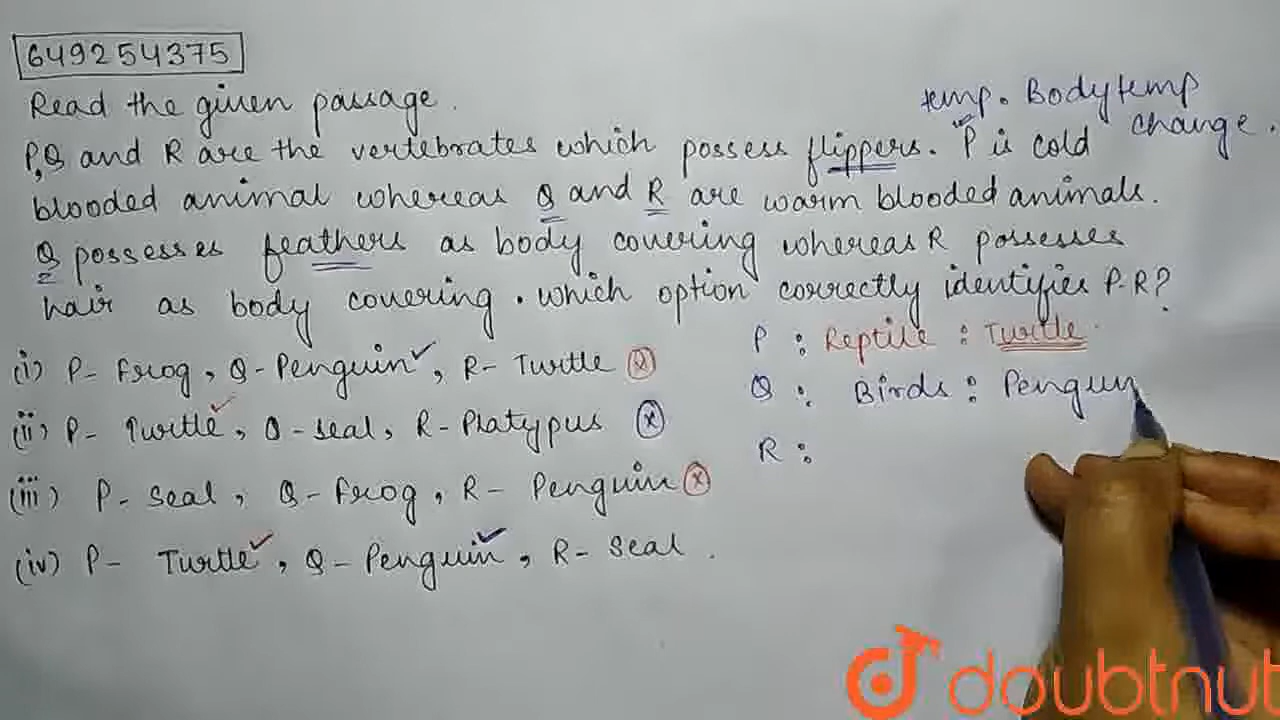 649254375
Read the given passage.
temp. Body temp
change.
P,Q and R are the vertebrates which possess flippers. P is cold
blooded animal whereas Q and R are warm blooded animals.
Q possesses feathers as body covering whereas R possesses
hair as body covering. which option correctly identifies P-R?
(i) P- Frog, Q-Penguin✓, R- Turtle ⓧ
(ii) P- Turtle✓, Q-seal, R-Platypus ⓧ
(iii) P- Seal, Q-Frog, R- Penguin ⓧ
(iv) P- Turtle✓, Q-Penguin✓, R- Seal.
P : Reptile : Turtle.
Q : Birds : Penguin
R :
doubtnut